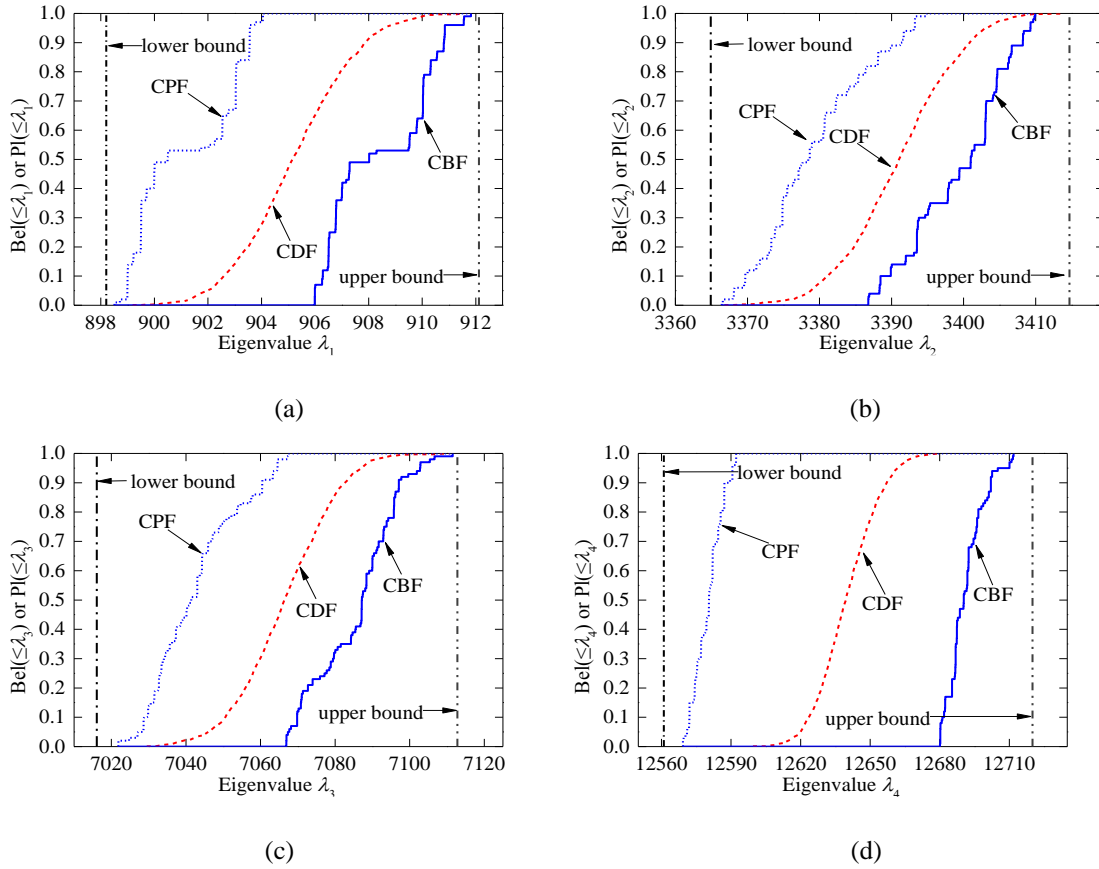 1.0
0.9
0.8
0.7
0.6
0.5
0.4
0.3
0.2
0.1
0.0
Bel(≤λ₁) or Pl(≤λ₁)
lower bound
CPF
CBF
CDF
upper bound
898 900 902 904 906 908 910 912
Eigenvalue λ₁
(a)
1.0
0.9
0.8
0.7
0.6
0.5
0.4
0.3
0.2
0.1
0.0
Bel(≤λ₂) or Pl(≤λ₂)
lower bound
CPF
CDF
CBF
upper bound
3360 3370 3380 3390 3400 3410
Eigenvalue λ₂
(b)
1.0
0.9
0.8
0.7
0.6
0.5
0.4
0.3
0.2
0.1
0.0
Bel(≤λ₃) or Pl(≤λ₃)
lower bound
CPF
CDF
CBF
upper bound
7020 7040 7060 7080 7100 7120
Eigenvalue λ₃
(c)
1.0
0.9
0.8
0.7
0.6
0.5
0.4
0.3
0.2
0.1
0.0
Bel(≤λ₄) or Pl(≤λ₄)
lower bound
CPF
CDF
CBF
upper bound
12560 12590 12620 12650 12680 12710
Eigenvalue λ₄
(d)